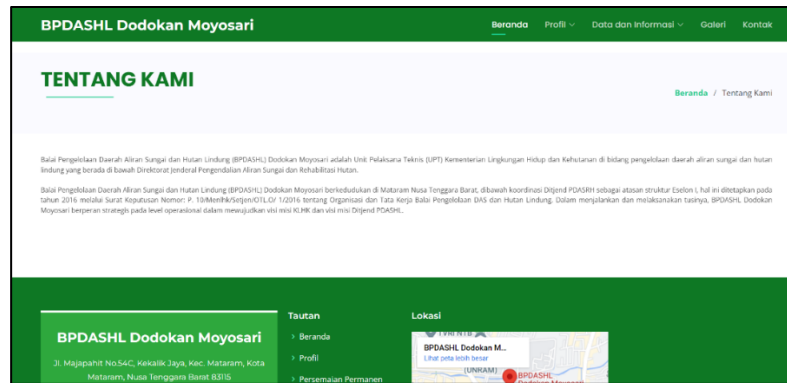 BPDASHL Dodokan Moyosari
Beranda Profil Data dan Informasi Galeri Kontak
TENTANG KAMI
Beranda / Tentang Kami
Balai Pengelolaan Daerah Aliran Sungai dan Hutan Lindung (BPDASHL) Dodokan Moyosari adalah Unit Pelaksana Teknis (UPT) Kementerian Lingkungan Hidup dan Kehutanan di bidang pengelolaan daerah aliran sungai dan hutan
lindung yang berada di bawah Direktorat Jenderal Pengendalian Aliran Sungai dan Rehabilitasi Hutan.
Balai Pengelolaan Daerah Aliran Sungai dan Hutan Lindung (BPDASHL) Dodokan Moyosari berkedudukan di Mataram Nusa Tenggara Barat, dibawah koordinasi Ditjend PDASRH sebagai atasan struktur Eselon I, hal ini ditetapkan pada
tahun 2016 melalui Surat Keputusan Nomor: P. 10/Menlhk/Setjen/OTL.O/ 1/2016 tentang Organisasi dan Tata Kerja Balai Pengelolaan DAS dan Hutan Lindung. Dalam menjalankan dan melaksanakan tusinya, BPDASHL Dodokan
Moyosari berperan strategis pada level operasional dalam mewujudkan visi misi KLHK dan visi misi Ditjend PDASHL.
BPDASHL Dodokan Moyosari
Jl. Majapahit No.54C, Kekalik Jaya, Kec. Mataram, Kota
Mataram, Nusa Tenggara Barat 83115
Tautan
Beranda
Profil
Persemaian Permanen
Lokasi
BPDASHL Dodokan M...
Lihat peta lebih besar
(UNRAM)
BPDASHL
Dodokan Moyosari